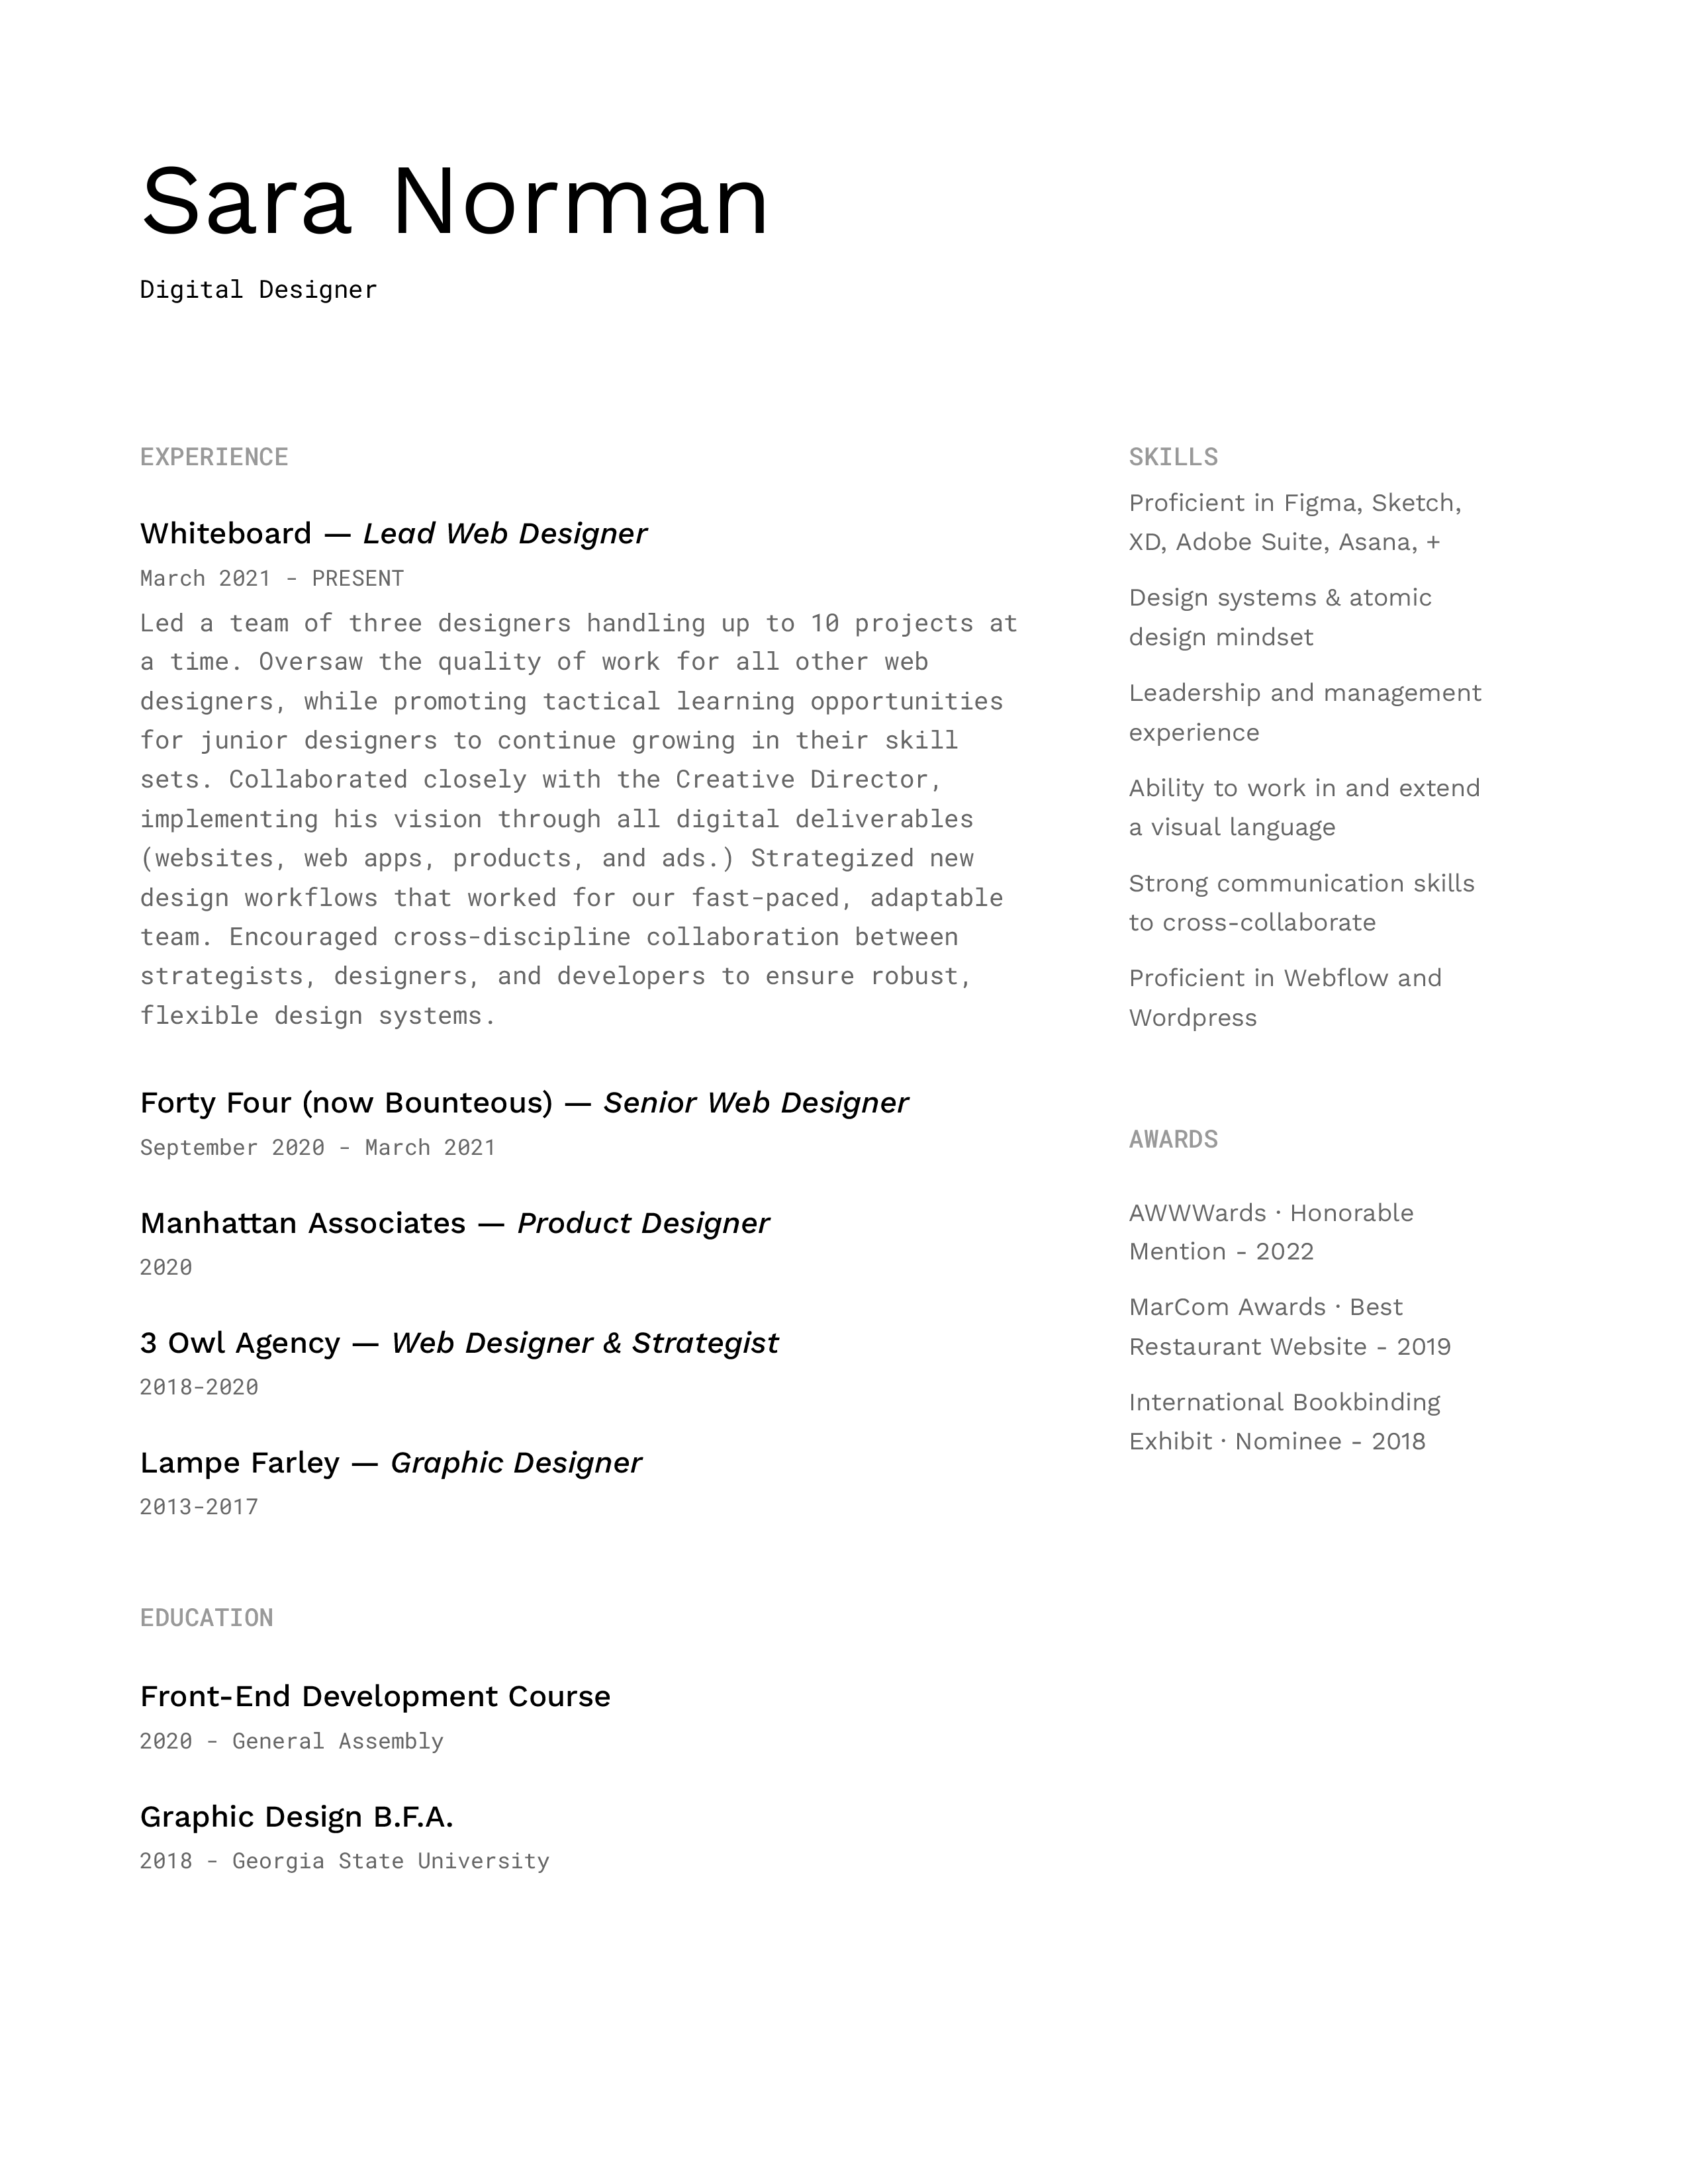 Sara Norman
Digital Designer
EXPERIENCE
Whiteboard — Lead Web Designer
March 2021 - PRESENT
Led a team of three designers handling up to 10 projects at
a time. Oversaw the quality of work for all other web
designers, while promoting tactical learning opportunities
for junior designers to continue growing in their skill
sets. Collaborated closely with the Creative Director,
implementing his vision through all digital deliverables
(websites, web apps, products, and ads.) Strategized new
design workflows that worked for our fast-paced, adaptable
team. Encouraged cross-discipline collaboration between
strategists, designers, and developers to ensure robust,
flexible design systems.
Forty Four (now Bounteous) — Senior Web Designer
September 2020 - March 2021
Manhattan Associates — Product Designer
2020
3 Owl Agency — Web Designer & Strategist
2018-2020
Lampe Farley — Graphic Designer
2013-2017
EDUCATION
Front-End Development Course
2020 - General Assembly
Graphic Design B.F.A.
2018 - Georgia State University
SKILLS
Proficient in Figma, Sketch,
XD, Adobe Suite, Asana, +
Design systems & atomic
design mindset
Leadership and management
experience
Ability to work in and extend
a visual language
Strong communication skills
to cross-collaborate
Proficient in Webflow and
Wordpress
AWARDS
AWWWards · Honorable
Mention - 2022
MarCom Awards · Best
Restaurant Website - 2019
International Bookbinding
Exhibit · Nominee - 2018